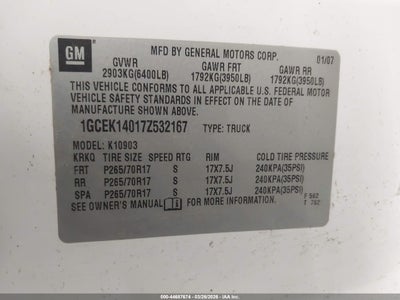 GM
MFD BY GENERAL MOTORS CORP. 01/07
GVWR GAWR FRT GAWR RR
2903KG(6400LB) 1792KG(3950LB) 1792KG(3950LB)
THIS VEHICLE CONFORMS TO ALL APPLICABLE U.S. FEDERAL MOTOR
VEHICLE SAFETY STANDARDS IN EFFECT ON THE DATE OF
MANUFACTURE SHOWN ABOVE.
1GCEK14017Z532167 TYPE: TRUCK
MODEL: K10903
KRKQ TIRE SIZE SPEED RTG RIM COLD TIRE PRESSURE
FRT P265/70R17 S 17X7.5J 240KPA(35PSI)
RR P265/70R17 S 17X7.5J 240KPA(35PSI)
SPA P265/70R17 S 17X7.5J 240KPA(35PSI)
SEE OWNER'S MANUAL FOR MORE INFORMATION.
F 562
T 762